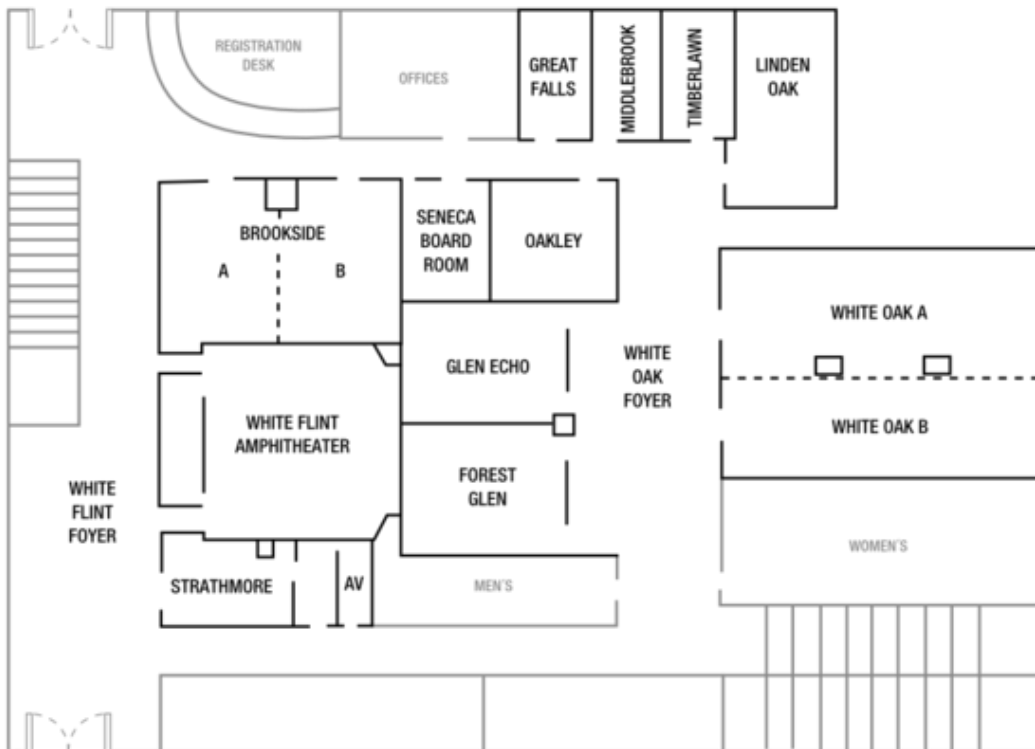 REGISTRATION
DESK
OFFICES
GREAT
FALLS
MIDDLEBROOK
TIMBERLAWN
LINDEN
OAK
BROOKSIDE
A
B
SENECA
BOARD
ROOM
OAKLEY
WHITE OAK A
GLEN ECHO
WHITE
OAK
FOYER
WHITE FLINT
AMPHITHEATER
WHITE OAK B
FOREST
GLEN
WHITE
FLINT
FOYER
WOMEN'S
STRATHMORE
AV
MEN'S